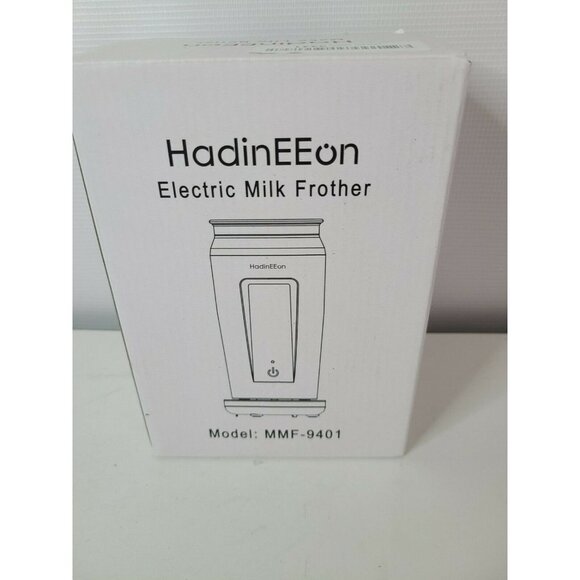 HadinEEon
Electric Milk Frother
HadinEEon
Model: MMF-9401